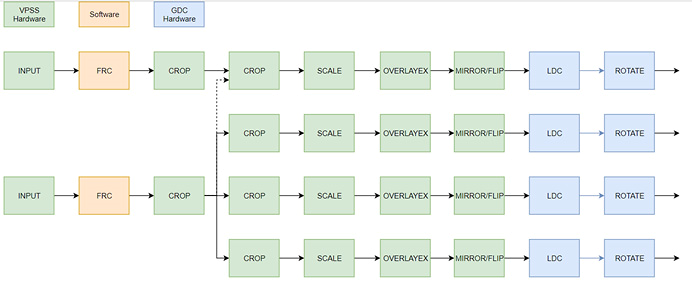 VPSS
Hardware
Software
GDC
Hardware
INPUT
FRC
CROP
CROP
SCALE
OVERLAYEX
MIRROR/FLIP
LDC
ROTATE
CROP
SCALE
OVERLAYEX
MIRROR/FLIP
LDC
ROTATE
INPUT
FRC
CROP
CROP
SCALE
OVERLAYEX
MIRROR/FLIP
LDC
ROTATE
CROP
SCALE
OVERLAYEX
MIRROR/FLIP
LDC
ROTATE